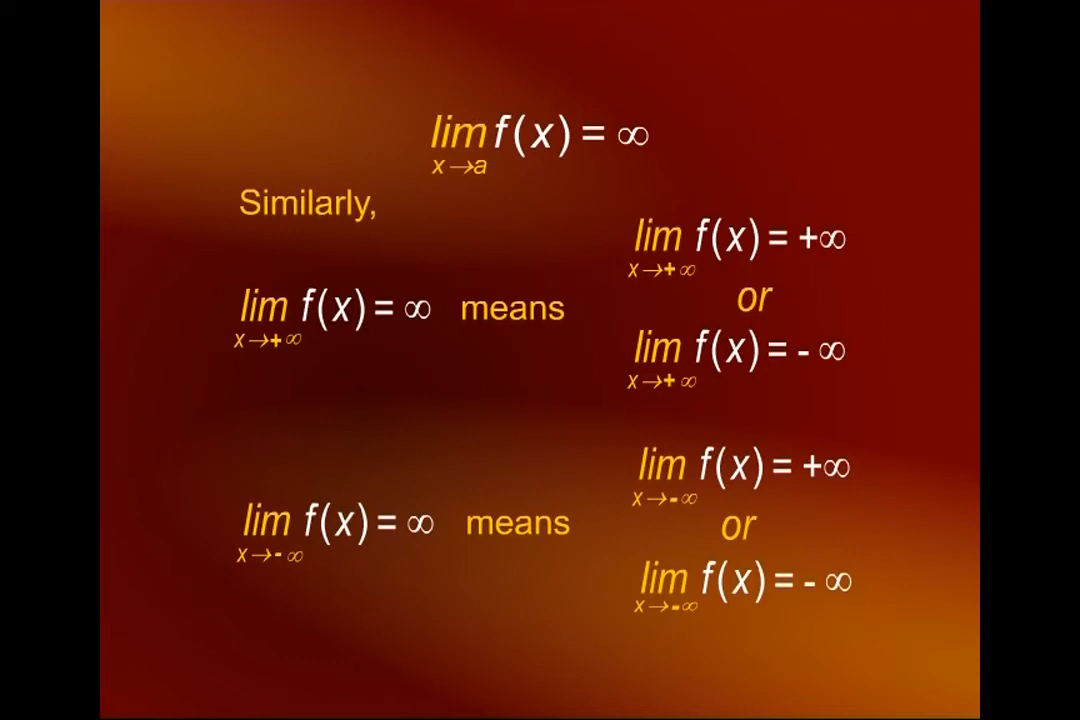 lim f(x) = ∞
x→a
Similarly,
lim f(x) = +∞
x→+∞
or
lim f(x) = ∞ means
x→+∞
lim f(x) = - ∞
x→+∞
lim f(x) = +∞
x→-∞
or
lim f(x) = ∞ means
x→-∞
lim f(x) = - ∞
x→-∞